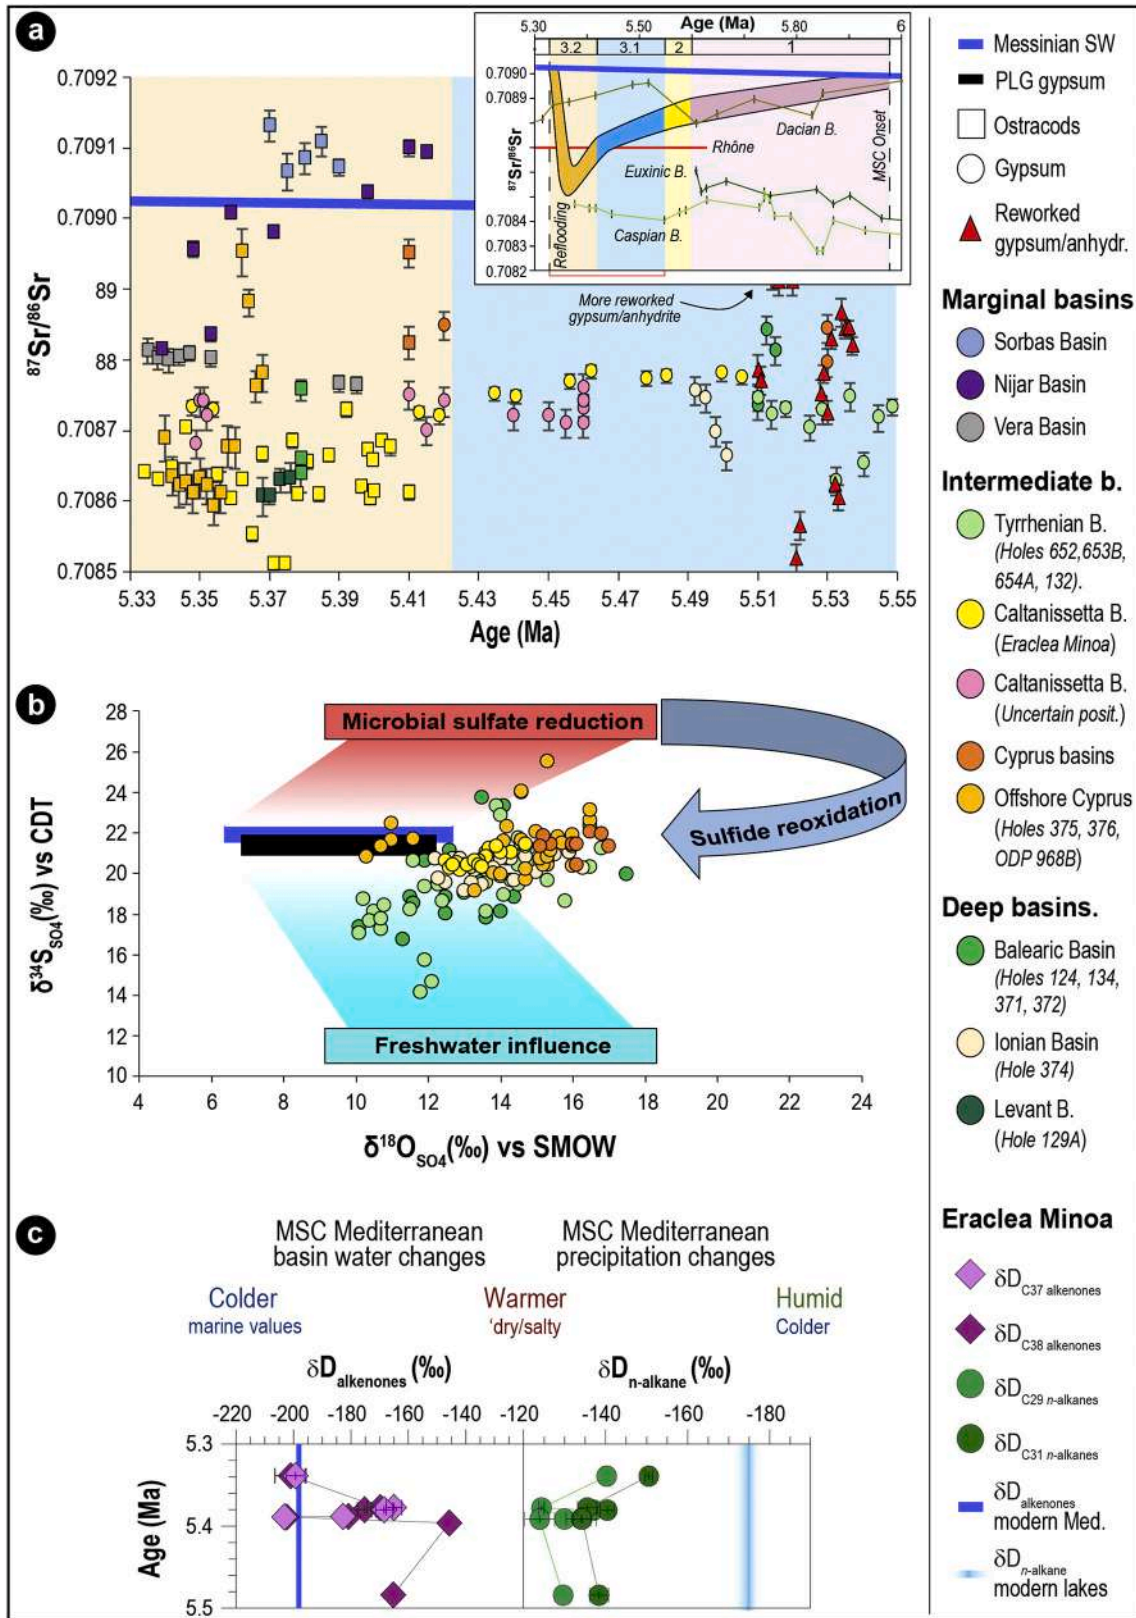 a
0.7092
0.7091
0.7090
89
88
0.7087
0.7086
0.7085
87Sr/86Sr
5.33
5.35
5.37
5.39
5.41
5.43
5.45
5.47
5.49
5.51
5.53
5.55
Age (Ma)
More reworked
gypsum/anhydrite
5.30
Age (Ma)
5.50
5.80
6
3.2
3.1
2
1
0.7090
0.7089
0.7084
0.7083
0.7082
87Sr/86Sr
Dacian B.
Rhône
Euxinic B.
Caspian B.
Reflooding
MSC Onset
Messinian SW
PLG gypsum
Ostracods
Gypsum
Reworked
gypsum/anhydr.
Marginal basins
Sorbas Basin
Nijar Basin
Vera Basin
Intermediate b.
Tyrrhenian B.
(Holes 652,653B,
654A, 132).
Caltanissetta B.
(Eraclea Minoa)
Caltanissetta B.
(Uncertain posit.)
Cyprus basins
Offshore Cyprus
(Holes 375, 376,
ODP 968B)
Deep basins.
Balearic Basin
(Holes 124, 134,
371, 372)
Ionian Basin
(Hole 374)
Levant B.
(Hole 129A)
b
28
26
24
22
20
18
16
14
12
10
δ34SSO4(‰) vs CDT
Microbial sulfate reduction
Sulfide reoxidation
Freshwater influence
4
6
8
10
12
14
16
18
20
22
24
δ18OSO4(‰) vs SMOW
c
MSC Mediterranean
basin water changes
MSC Mediterranean
precipitation changes
Colder
marine values
Warmer
'dry/salty
Humid
Colder
δDalkenones (‰)
δDn-alkane (‰)
-220
-200
-180
-160
-140
-120
-140
-160
-180
5.3
5.4
5.5
Age (Ma)
Eraclea Minoa
δDC37 alkenones
δDC38 alkenones
δDC29 n-alkanes
δDC31 n-alkanes
δDalkenones
modern Med.
δDn-alkane
modern lakes